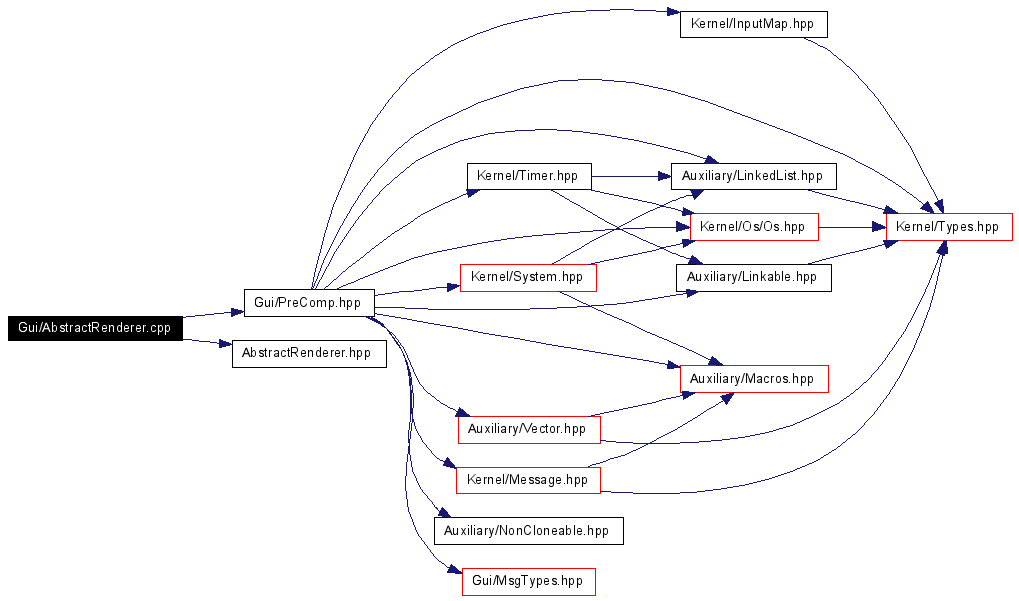 Kernel/InputMap.hpp
Kernel/Timer.hpp
Auxiliary/LinkedList.hpp
Kernel/Os/Os.hpp
Kernel/Types.hpp
Kernel/System.hpp
Auxiliary/Linkable.hpp
Gui/PreComp.hpp
Gui/AbstractRenderer.cpp
AbstractRenderer.hpp
Auxiliary/Macros.hpp
Auxiliary/Vector.hpp
Kernel/Message.hpp
Auxiliary/NonCloneable.hpp
Gui/MsgTypes.hpp